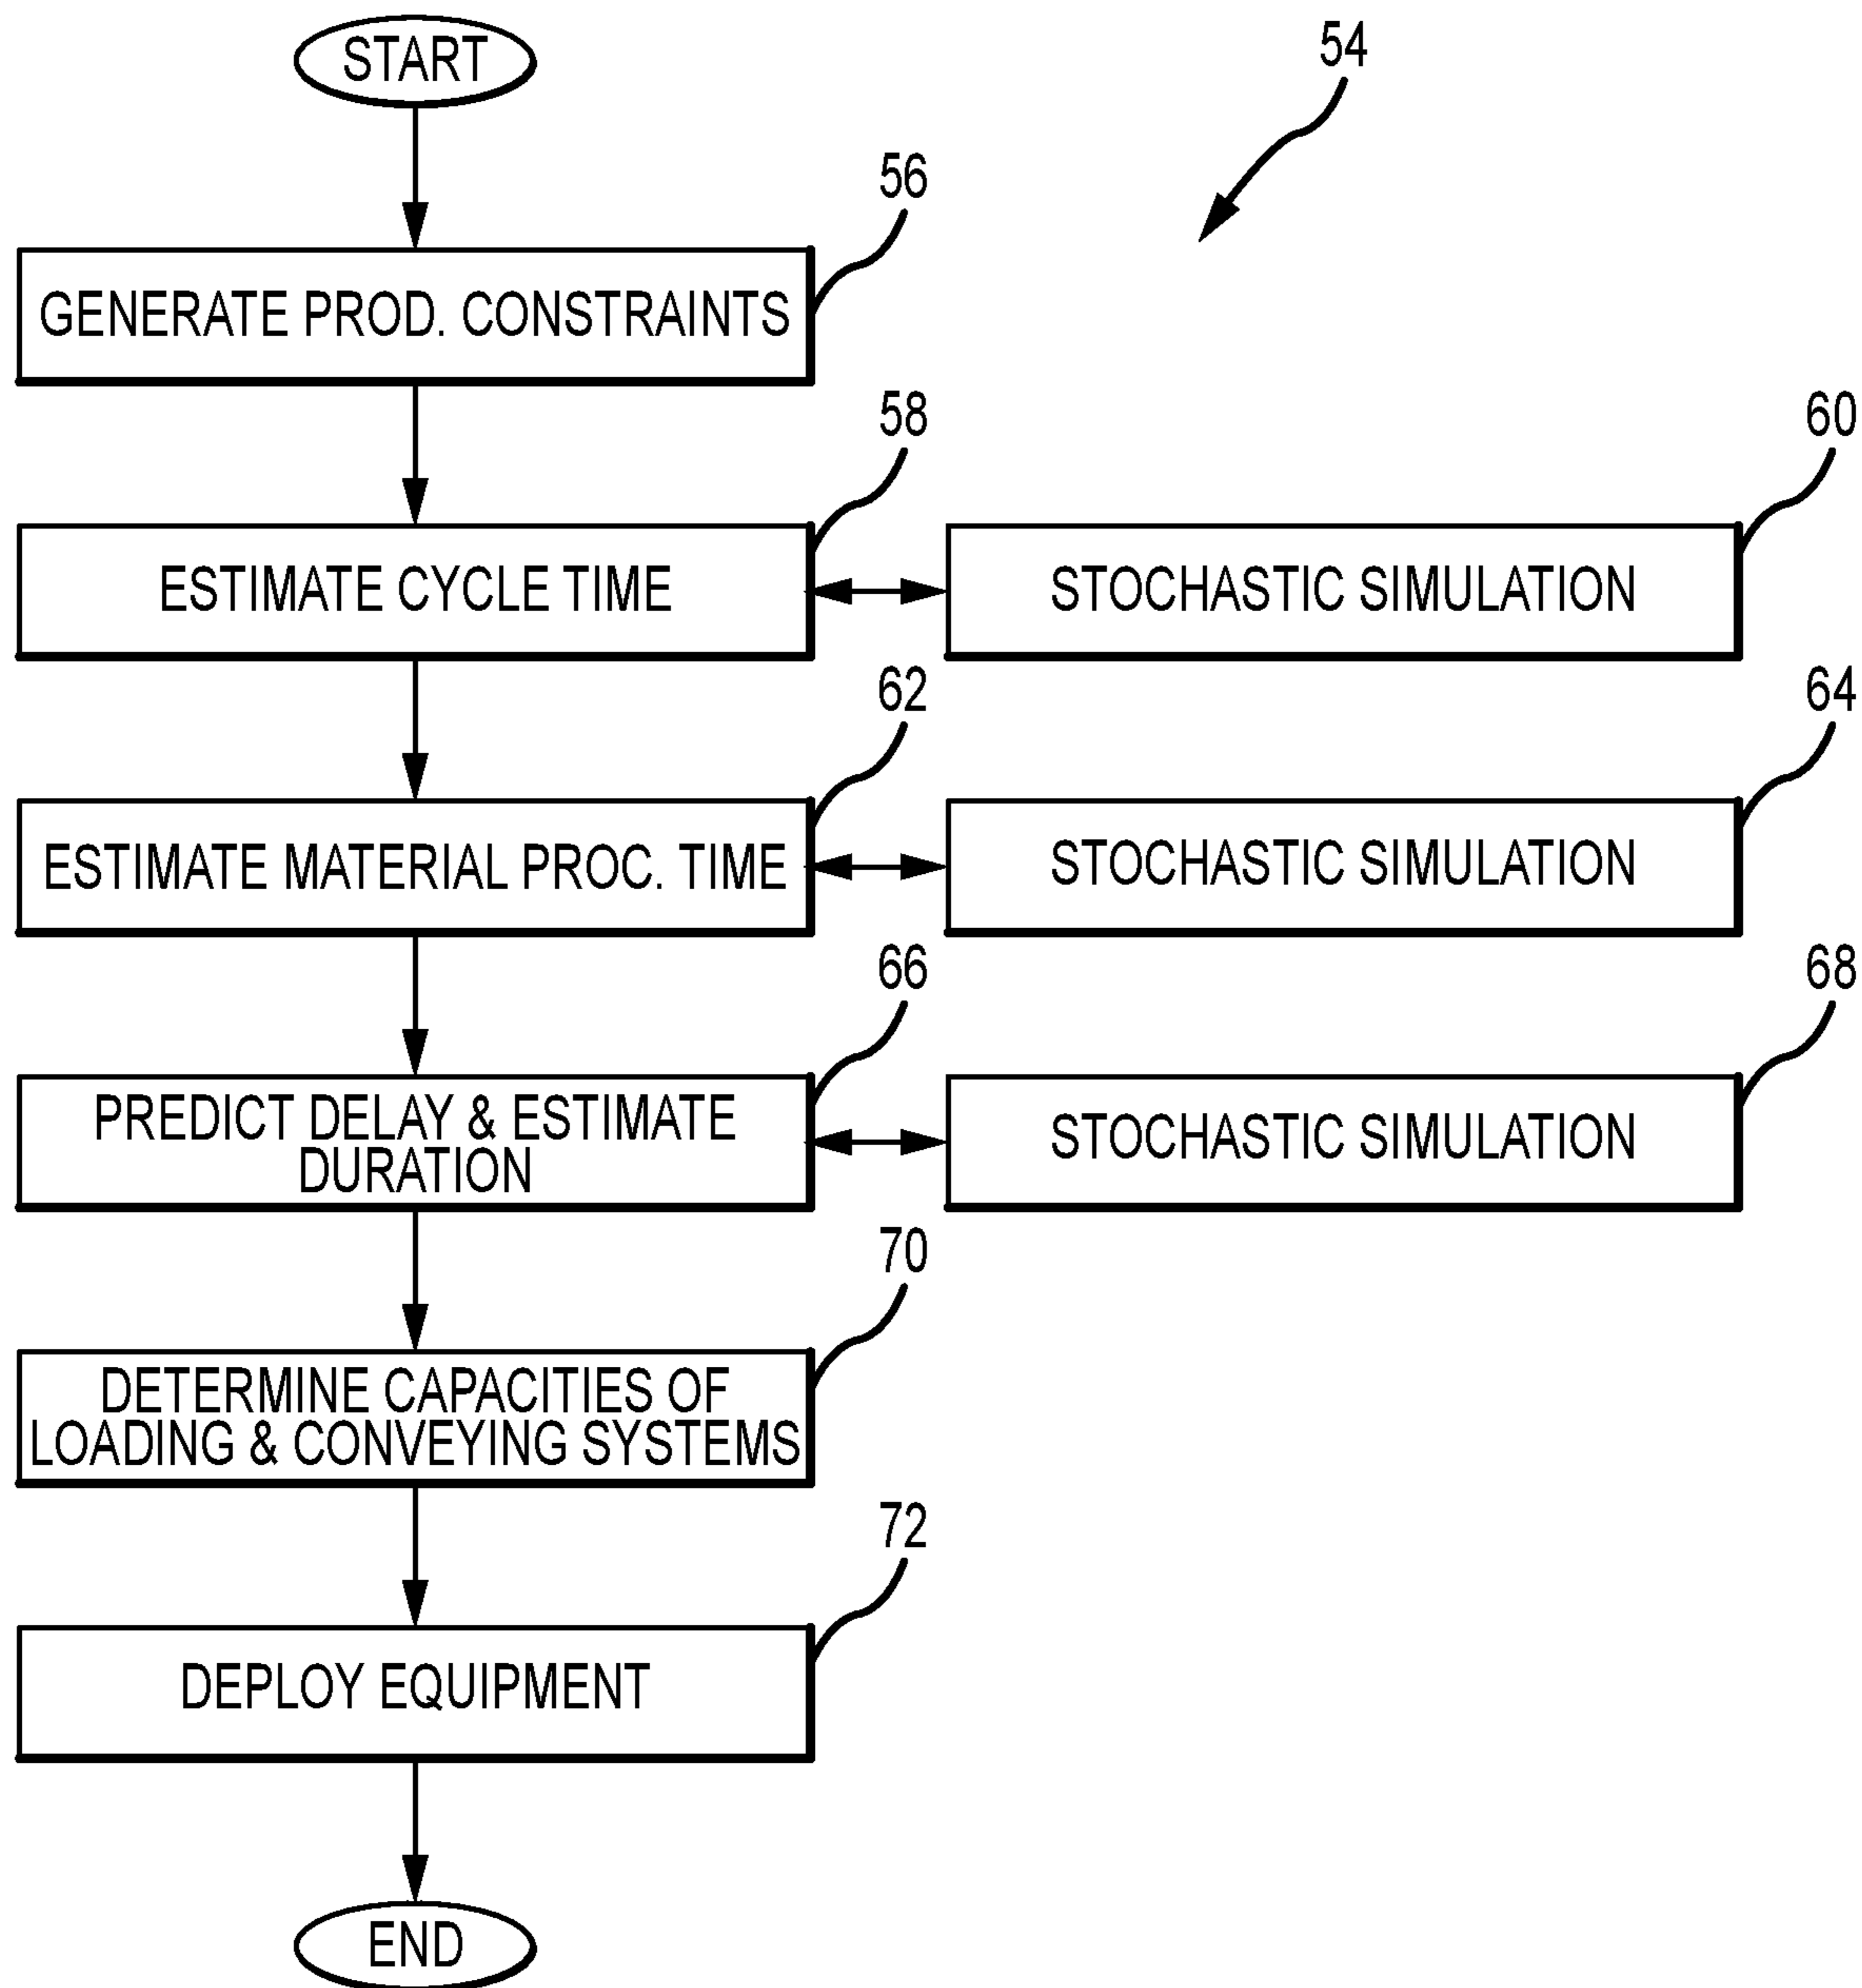 START
54
56
GENERATE PROD. CONSTRAINTS
58
60
ESTIMATE CYCLE TIME
STOCHASTIC SIMULATION
62
64
ESTIMATE MATERIAL PROC. TIME
STOCHASTIC SIMULATION
66
68
PREDICT DELAY & ESTIMATE
DURATION
STOCHASTIC SIMULATION
70
DETERMINE CAPACITIES OF
LOADING & CONVEYING SYSTEMS
72
DEPLOY EQUIPMENT
END